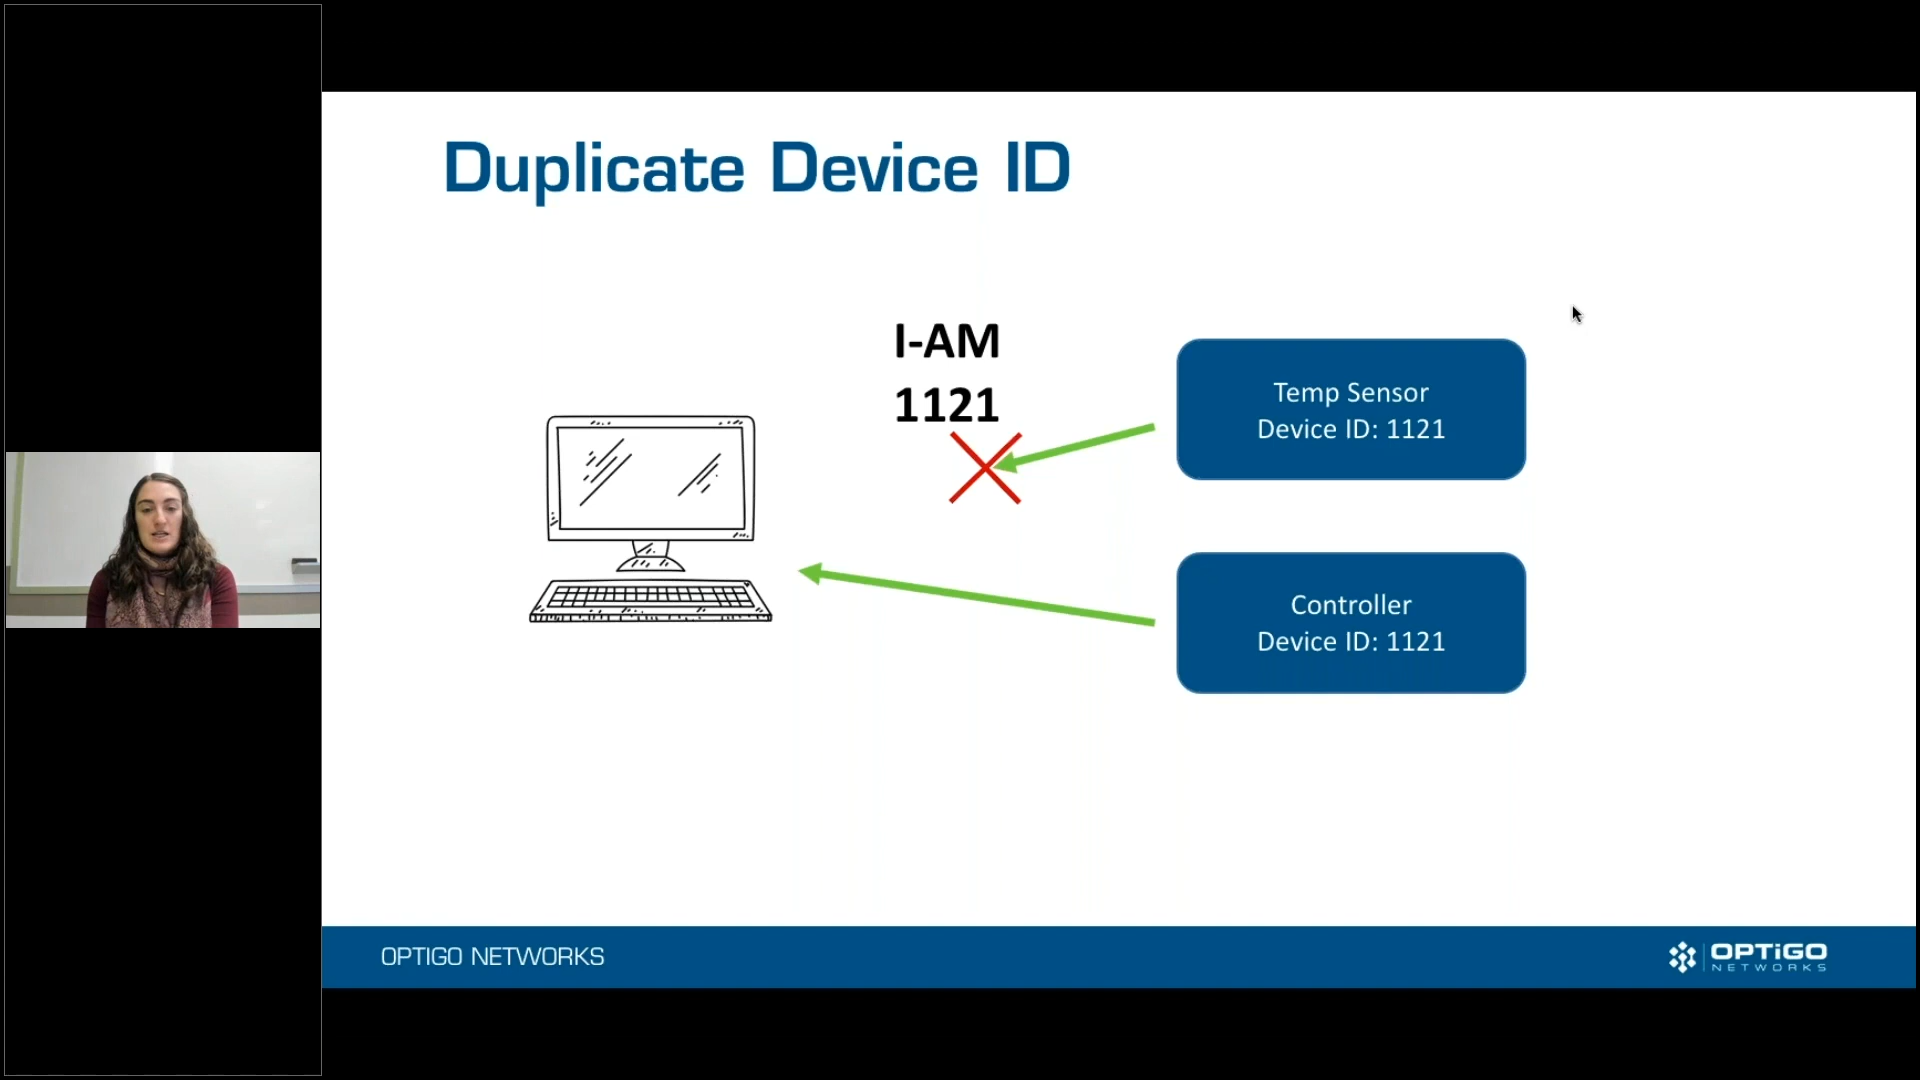 Duplicate Device ID
I-AM
1121
Temp Sensor
Device ID: 1121
Controller
Device ID: 1121
OPTIGO NETWORKS
OPTiGO
NETWORKS